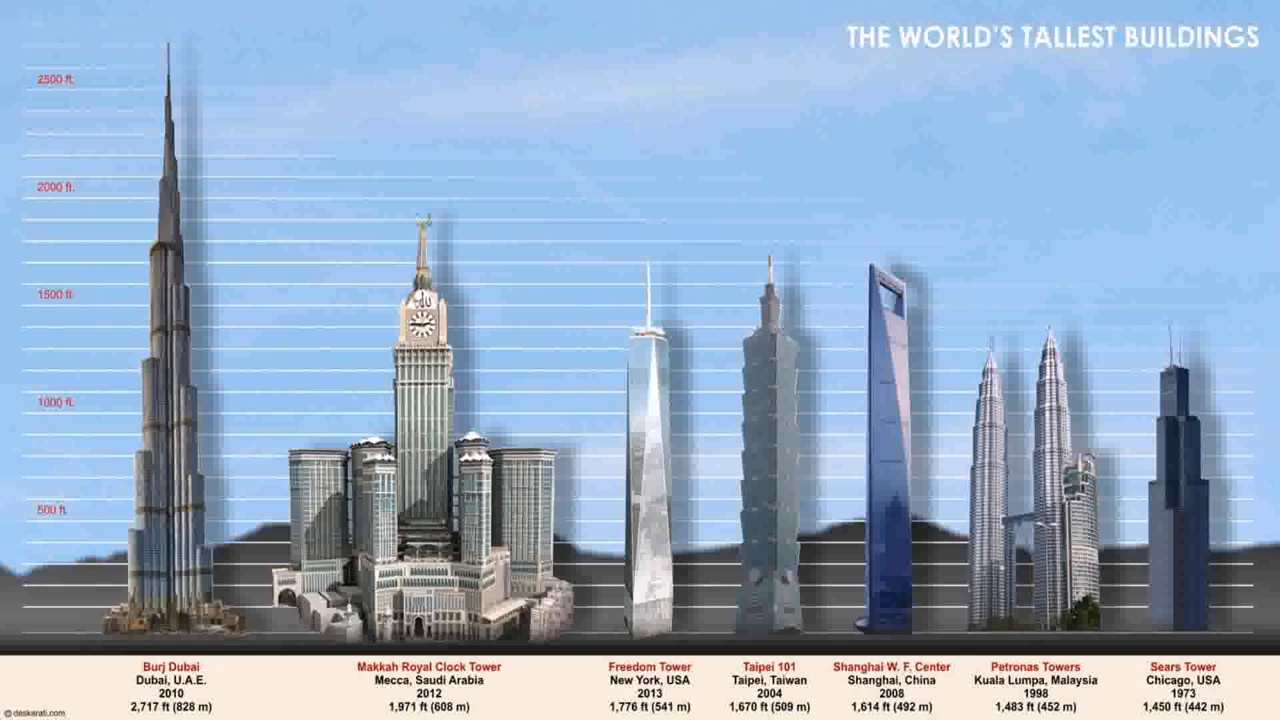 THE WORLD'S TALLEST BUILDINGS
2500 ft.
2000 ft.
1500 ft.
1000 ft.
500 ft.
Burj Dubai
Dubai, U.A.E.
2010
2,717 ft (828 m)
Makkah Royal Clock Tower
Mecca, Saudi Arabia
2012
1,971 ft (608 m)
Freedom Tower
New York, USA
2013
1,776 ft (541 m)
Taipei 101
Taipei, Taiwan
2004
1,670 ft (509 m)
Shanghai W. F. Center
Shanghai, China
2008
1,614 ft (492 m)
Petronas Towers
Kuala Lumpa, Malaysia
1998
1,483 ft (452 m)
Sears Tower
Chicago, USA
1973
1,450 ft (442 m)
© deskarati.com